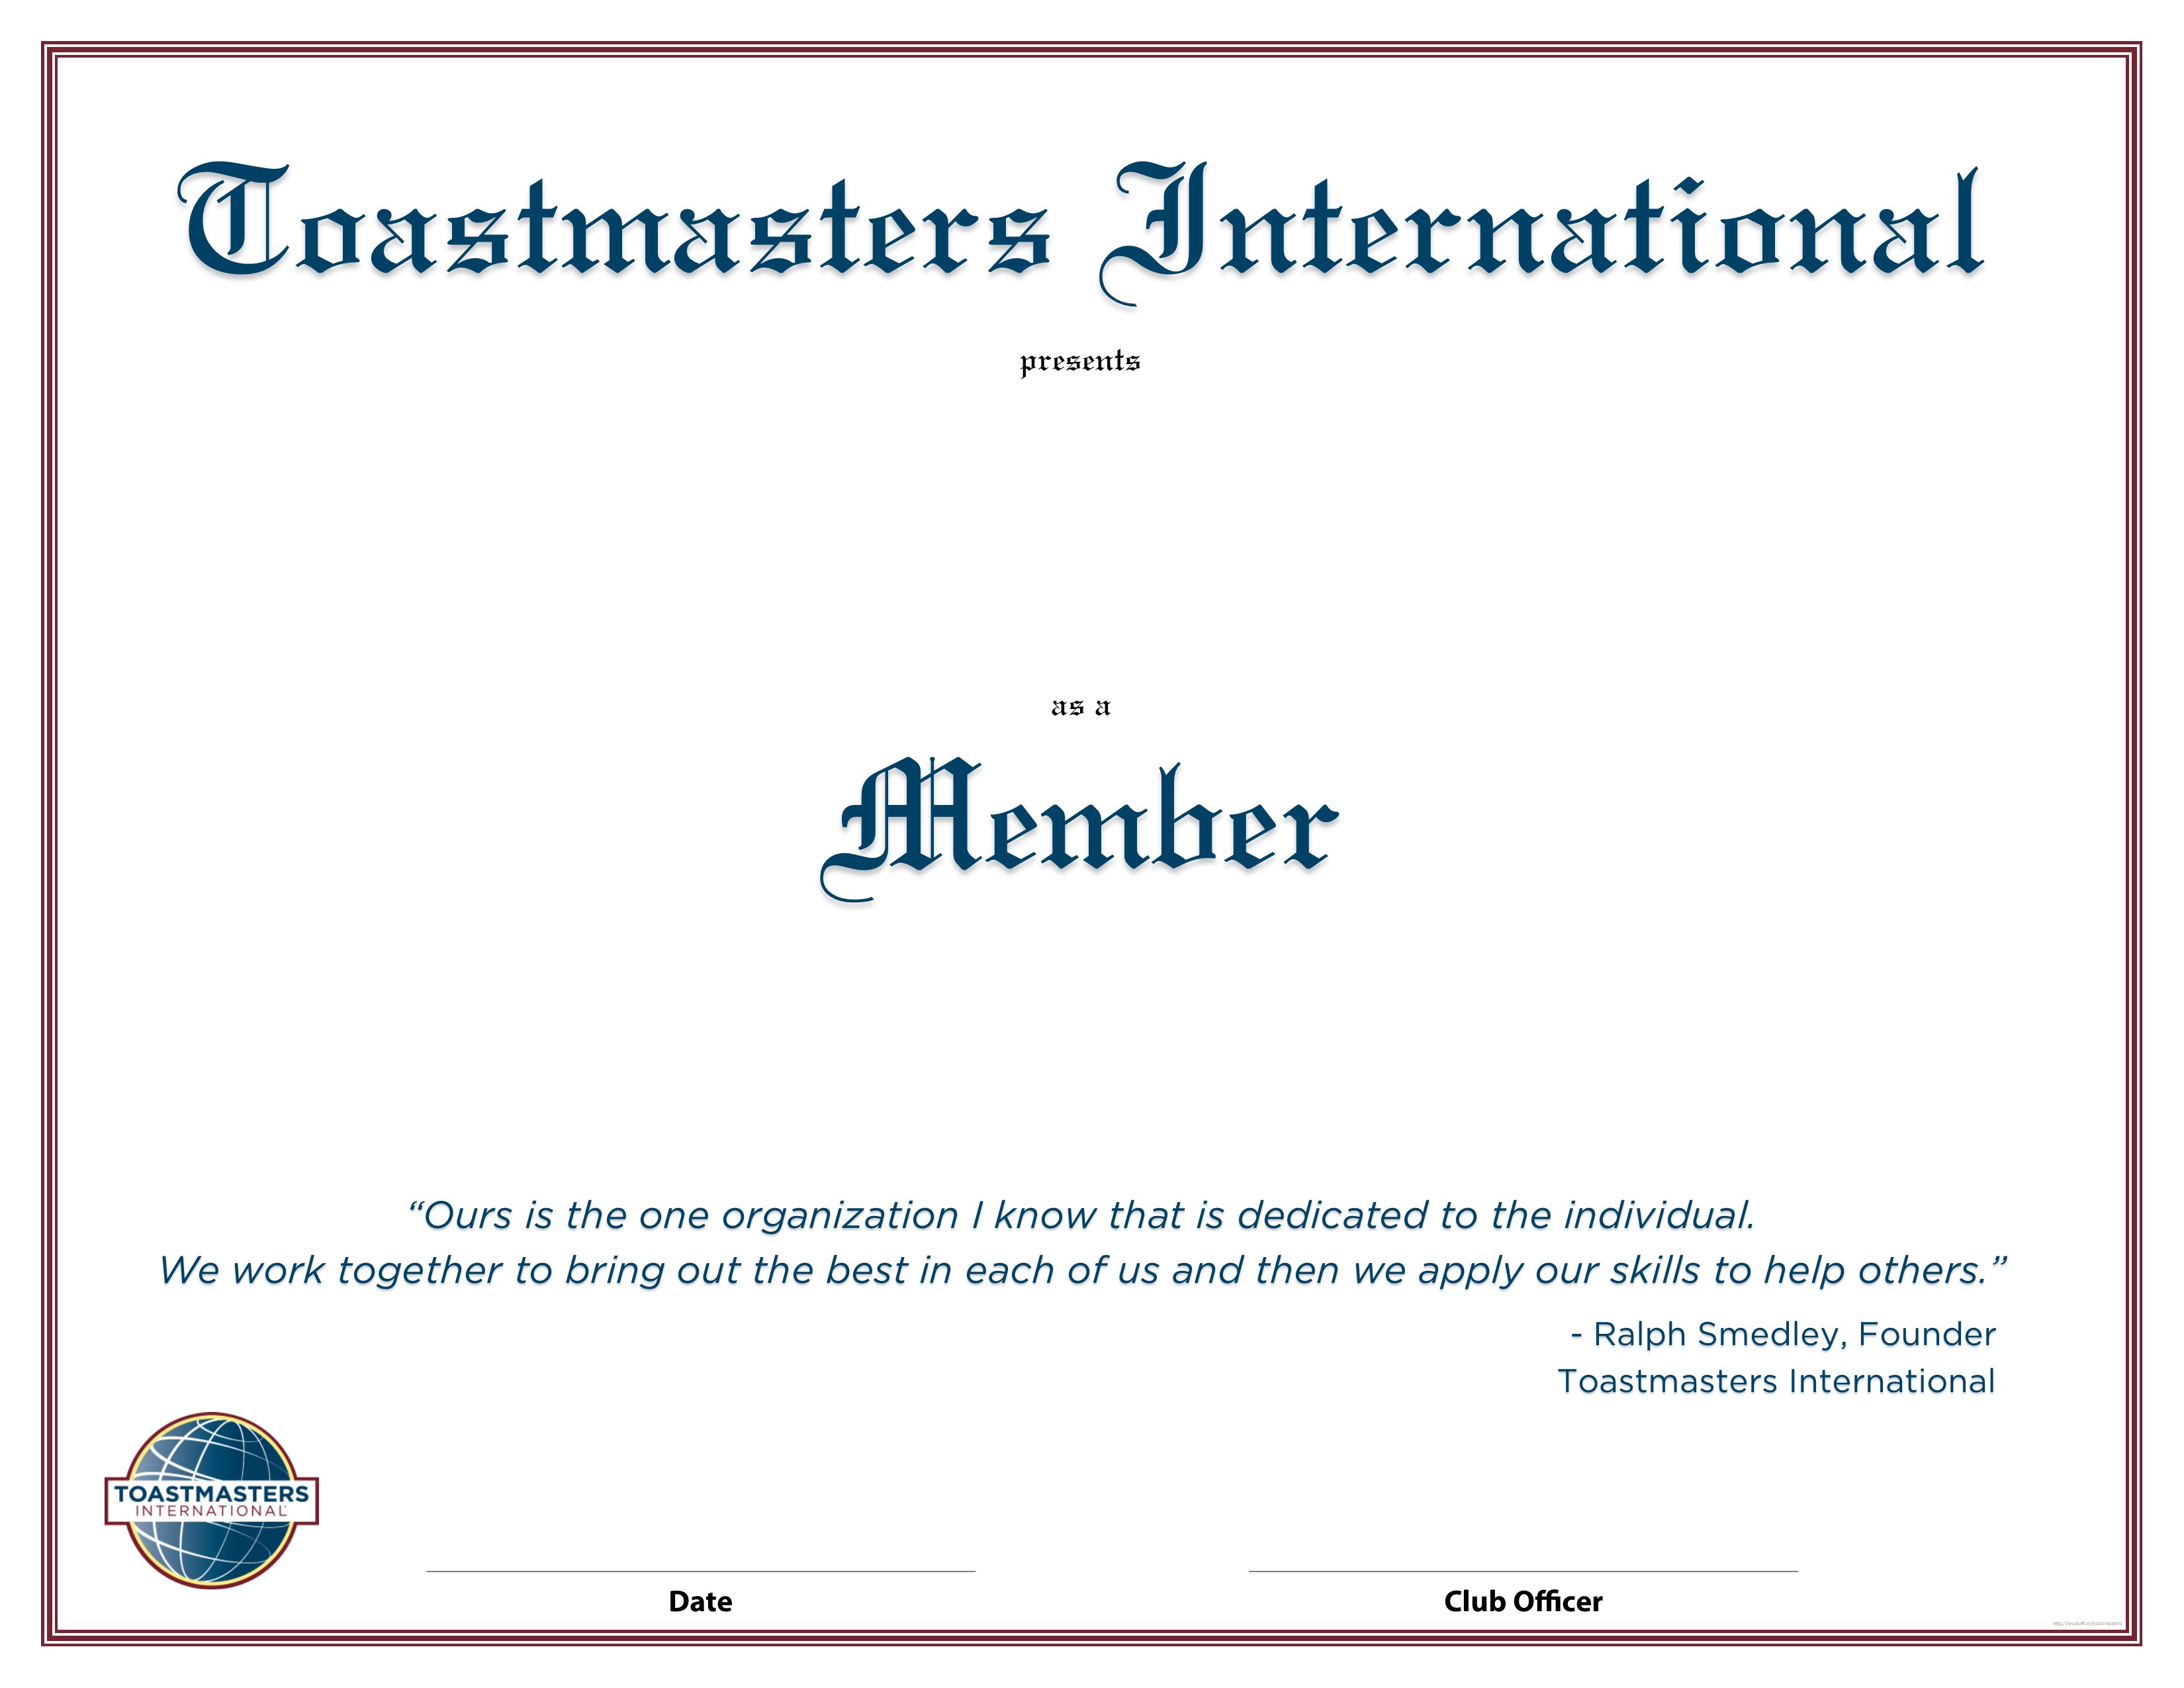 Toastmasters International
presents
as a
Member
“Ours is the one organization I know that is dedicated to the individual.
We work together to bring out the best in each of us and then we apply our skills to help others.”
- Ralph Smedley, Founder
Toastmasters International
TOASTMASTERS
INTERNATIONAL
Date
Club Officer